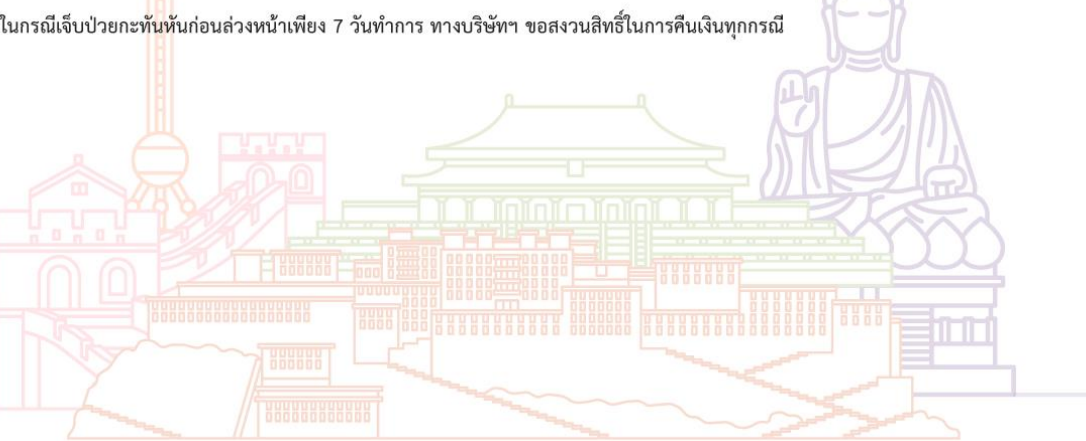 ในกรณีเจ็บป่วยกะทันหันก่อนล่วงหน้าเพียง 7 วันทำการ ทางบริษัทฯ ขอสงวนสิทธิ์ในการคืนเงินทุกกรณี